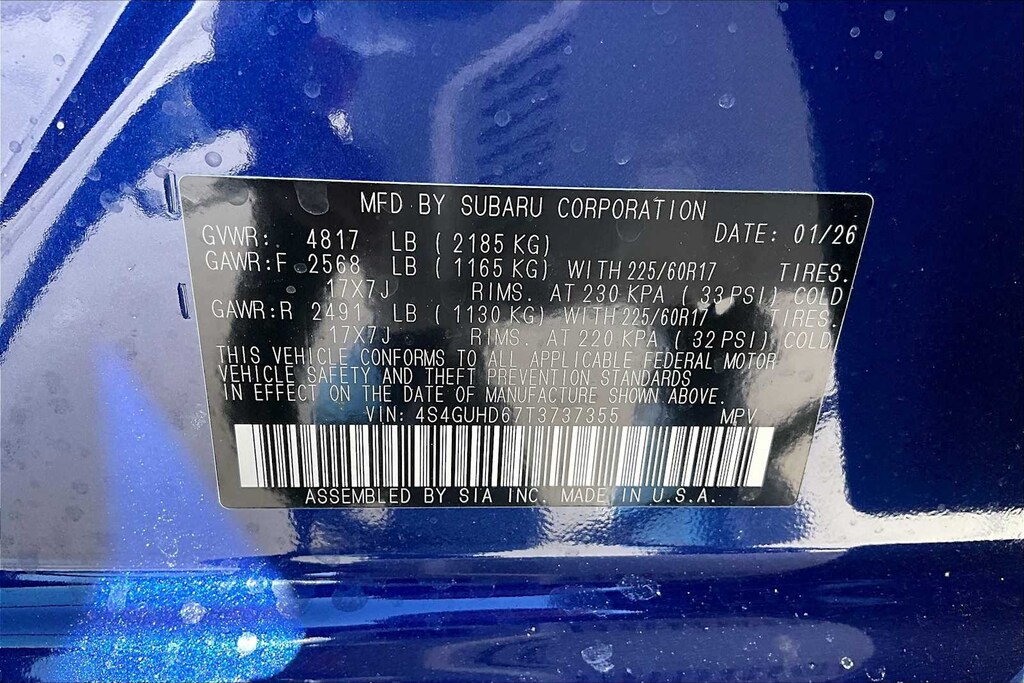 MFD BY SUBARU CORPORATION
GVWR: 4817 LB ( 2185 KG) DATE: 01/26
GAWR:F 2568 LB ( 1165 KG) WITH 225/60R17 TIRES.
17X7J RIMS. AT 230 KPA ( 33 PSI) COLD
GAWR:R 2491 LB ( 1130 KG) WITH 225/60R17 TIRES.
17X7J RIMS. AT 220 KPA ( 32 PSI) COLD
THIS VEHICLE CONFORMS TO ALL APPLICABLE FEDERAL MOTOR
VEHICLE SAFETY AND THEFT PREVENTION STANDARDS
IN EFFECT ON THE DATE OF MANUFACTURE SHOWN ABOVE.
VIN: 4S4GUHD67T3737355 MPV
ASSEMBLED BY SIA INC. MADE IN U.S.A.